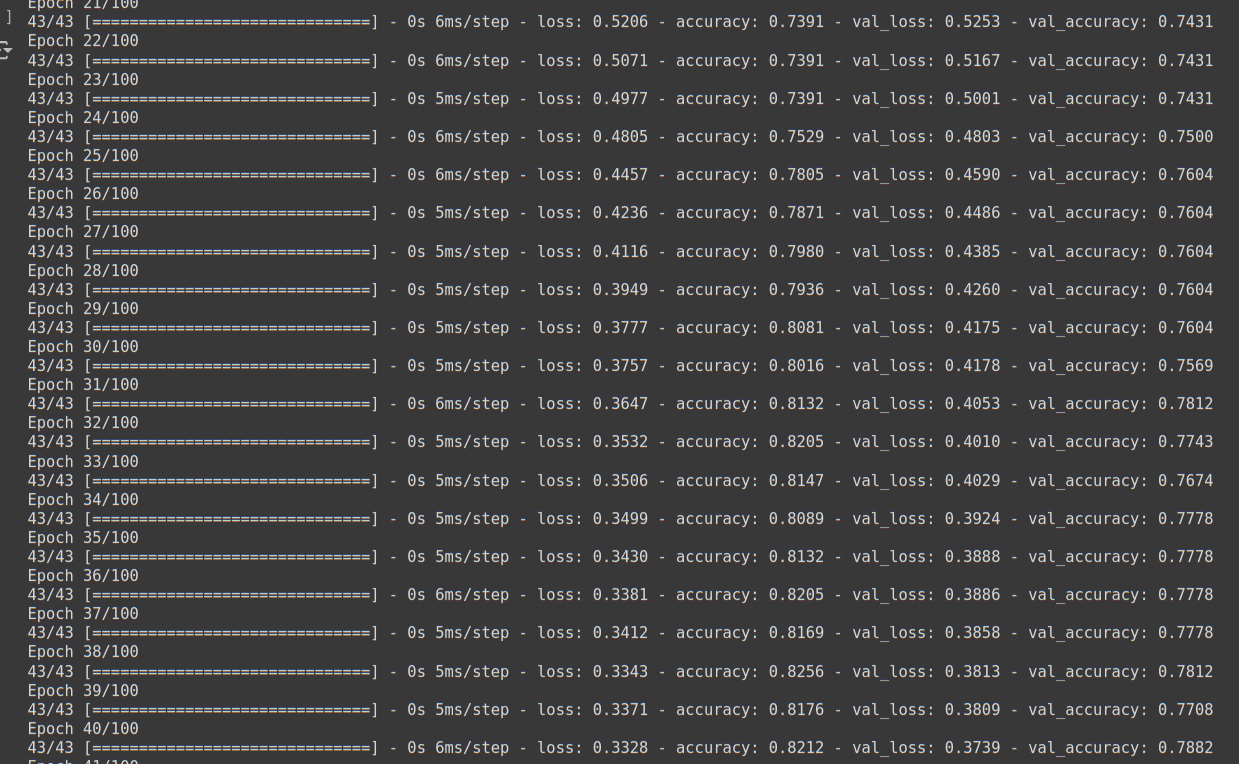 Epoch 21/100
]
43/43 [==============================] - 0s 6ms/step - loss: 0.5206 - accuracy: 0.7391 - val_loss: 0.5253 - val_accuracy: 0.7431
Epoch 22/100
43/43 [==============================] - 0s 6ms/step - loss: 0.5071 - accuracy: 0.7391 - val_loss: 0.5167 - val_accuracy: 0.7431
Epoch 23/100
43/43 [==============================] - 0s 5ms/step - loss: 0.4977 - accuracy: 0.7391 - val_loss: 0.5001 - val_accuracy: 0.7431
Epoch 24/100
43/43 [==============================] - 0s 6ms/step - loss: 0.4805 - accuracy: 0.7529 - val_loss: 0.4803 - val_accuracy: 0.7500
Epoch 25/100
43/43 [==============================] - 0s 6ms/step - loss: 0.4457 - accuracy: 0.7805 - val_loss: 0.4590 - val_accuracy: 0.7604
Epoch 26/100
43/43 [==============================] - 0s 5ms/step - loss: 0.4236 - accuracy: 0.7871 - val_loss: 0.4486 - val_accuracy: 0.7604
Epoch 27/100
43/43 [==============================] - 0s 5ms/step - loss: 0.4116 - accuracy: 0.7980 - val_loss: 0.4385 - val_accuracy: 0.7604
Epoch 28/100
43/43 [==============================] - 0s 5ms/step - loss: 0.3949 - accuracy: 0.7936 - val_loss: 0.4260 - val_accuracy: 0.7604
Epoch 29/100
43/43 [==============================] - 0s 5ms/step - loss: 0.3777 - accuracy: 0.8081 - val_loss: 0.4175 - val_accuracy: 0.7604
Epoch 30/100
43/43 [==============================] - 0s 5ms/step - loss: 0.3757 - accuracy: 0.8016 - val_loss: 0.4178 - val_accuracy: 0.7569
Epoch 31/100
43/43 [==============================] - 0s 6ms/step - loss: 0.3647 - accuracy: 0.8132 - val_loss: 0.4053 - val_accuracy: 0.7812
Epoch 32/100
43/43 [==============================] - 0s 5ms/step - loss: 0.3532 - accuracy: 0.8205 - val_loss: 0.4010 - val_accuracy: 0.7743
Epoch 33/100
43/43 [==============================] - 0s 5ms/step - loss: 0.3506 - accuracy: 0.8147 - val_loss: 0.4029 - val_accuracy: 0.7674
Epoch 34/100
43/43 [==============================] - 0s 5ms/step - loss: 0.3499 - accuracy: 0.8089 - val_loss: 0.3924 - val_accuracy: 0.7778
Epoch 35/100
43/43 [==============================] - 0s 5ms/step - loss: 0.3430 - accuracy: 0.8132 - val_loss: 0.3888 - val_accuracy: 0.7778
Epoch 36/100
43/43 [==============================] - 0s 6ms/step - loss: 0.3381 - accuracy: 0.8205 - val_loss: 0.3886 - val_accuracy: 0.7778
Epoch 37/100
43/43 [==============================] - 0s 5ms/step - loss: 0.3412 - accuracy: 0.8169 - val_loss: 0.3858 - val_accuracy: 0.7778
Epoch 38/100
43/43 [==============================] - 0s 5ms/step - loss: 0.3343 - accuracy: 0.8256 - val_loss: 0.3813 - val_accuracy: 0.7812
Epoch 39/100
43/43 [==============================] - 0s 5ms/step - loss: 0.3371 - accuracy: 0.8176 - val_loss: 0.3809 - val_accuracy: 0.7708
Epoch 40/100
43/43 [==============================] - 0s 6ms/step - loss: 0.3328 - accuracy: 0.8212 - val_loss: 0.3739 - val_accuracy: 0.7882
Epoch 41/100